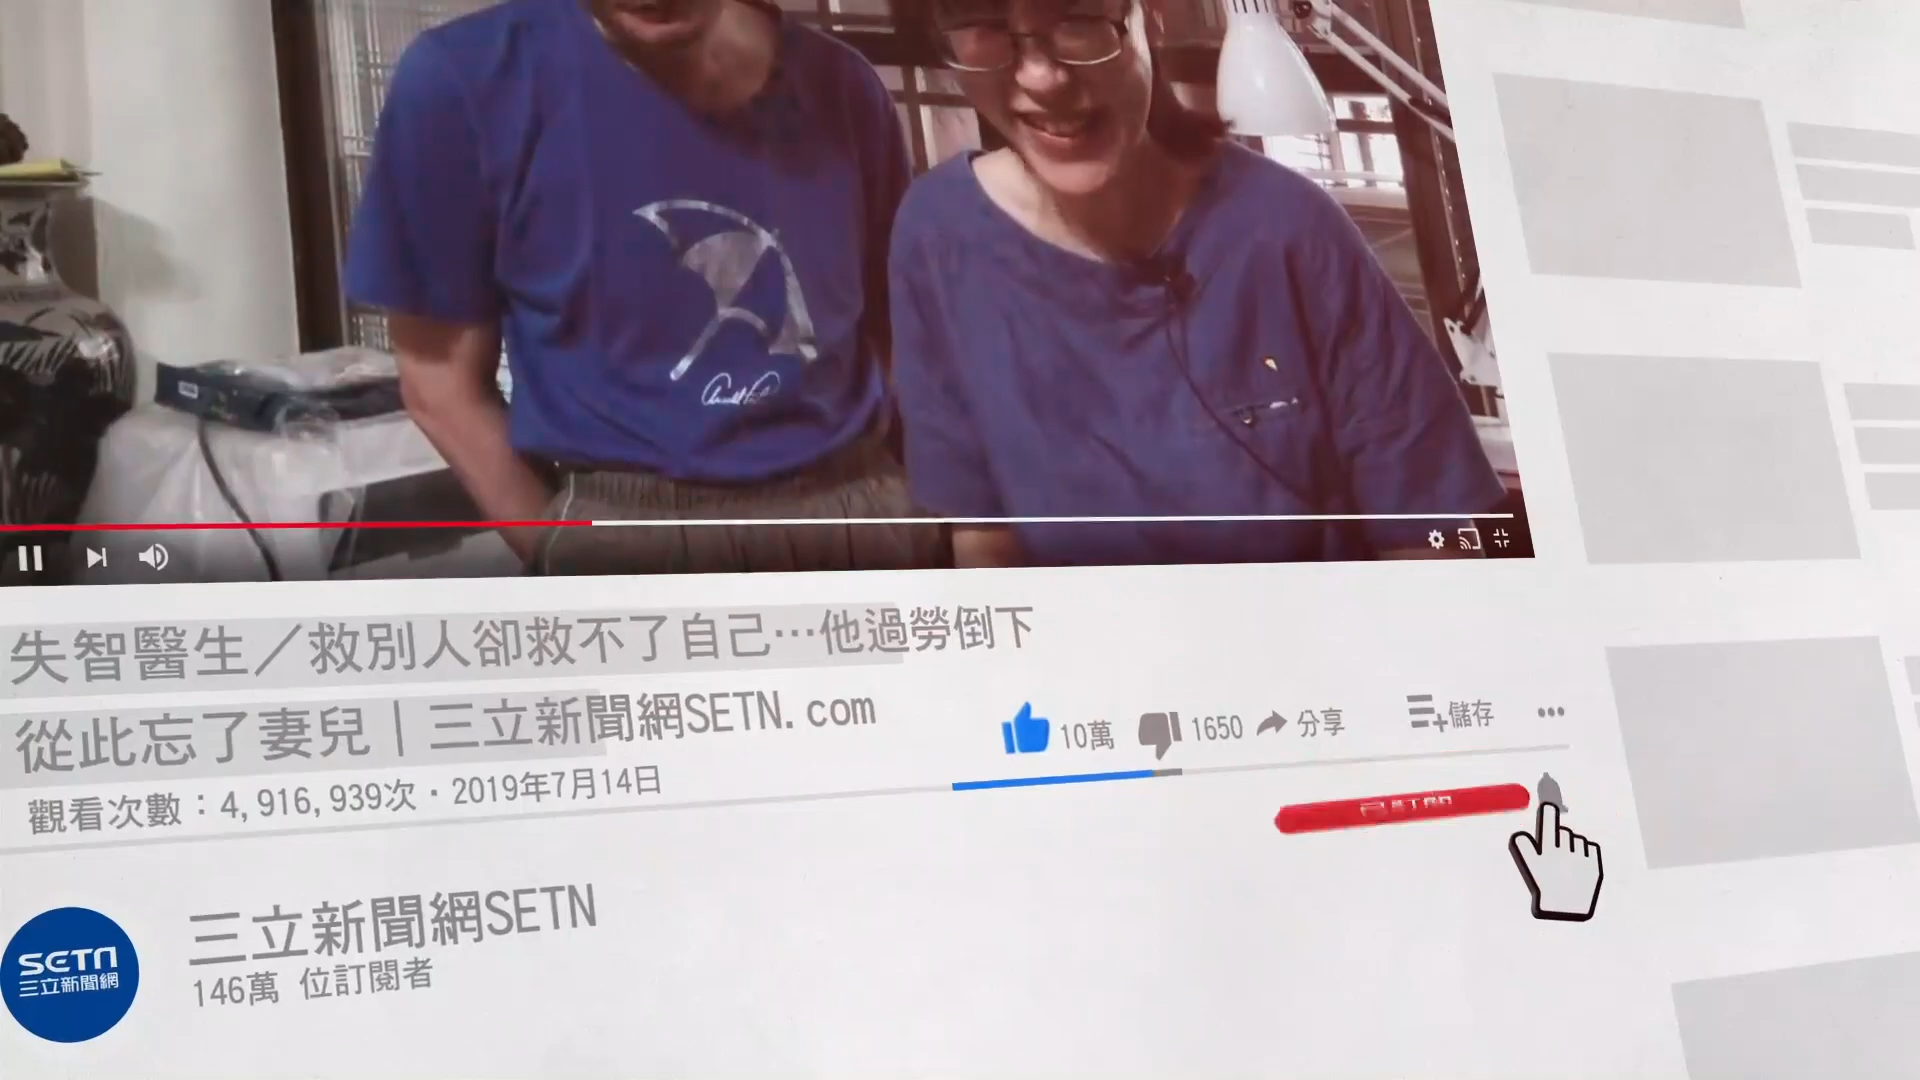 失智醫生／救別人卻救不了自己…他過勞倒下
從此忘了妻兒｜三立新聞網SETN.com
10萬
1650
分享
儲存
觀看次數：4,916,939次・2019年7月14日
已訂閱
三立新聞網SETN
146萬 位訂閱者
SETN
三立新聞網